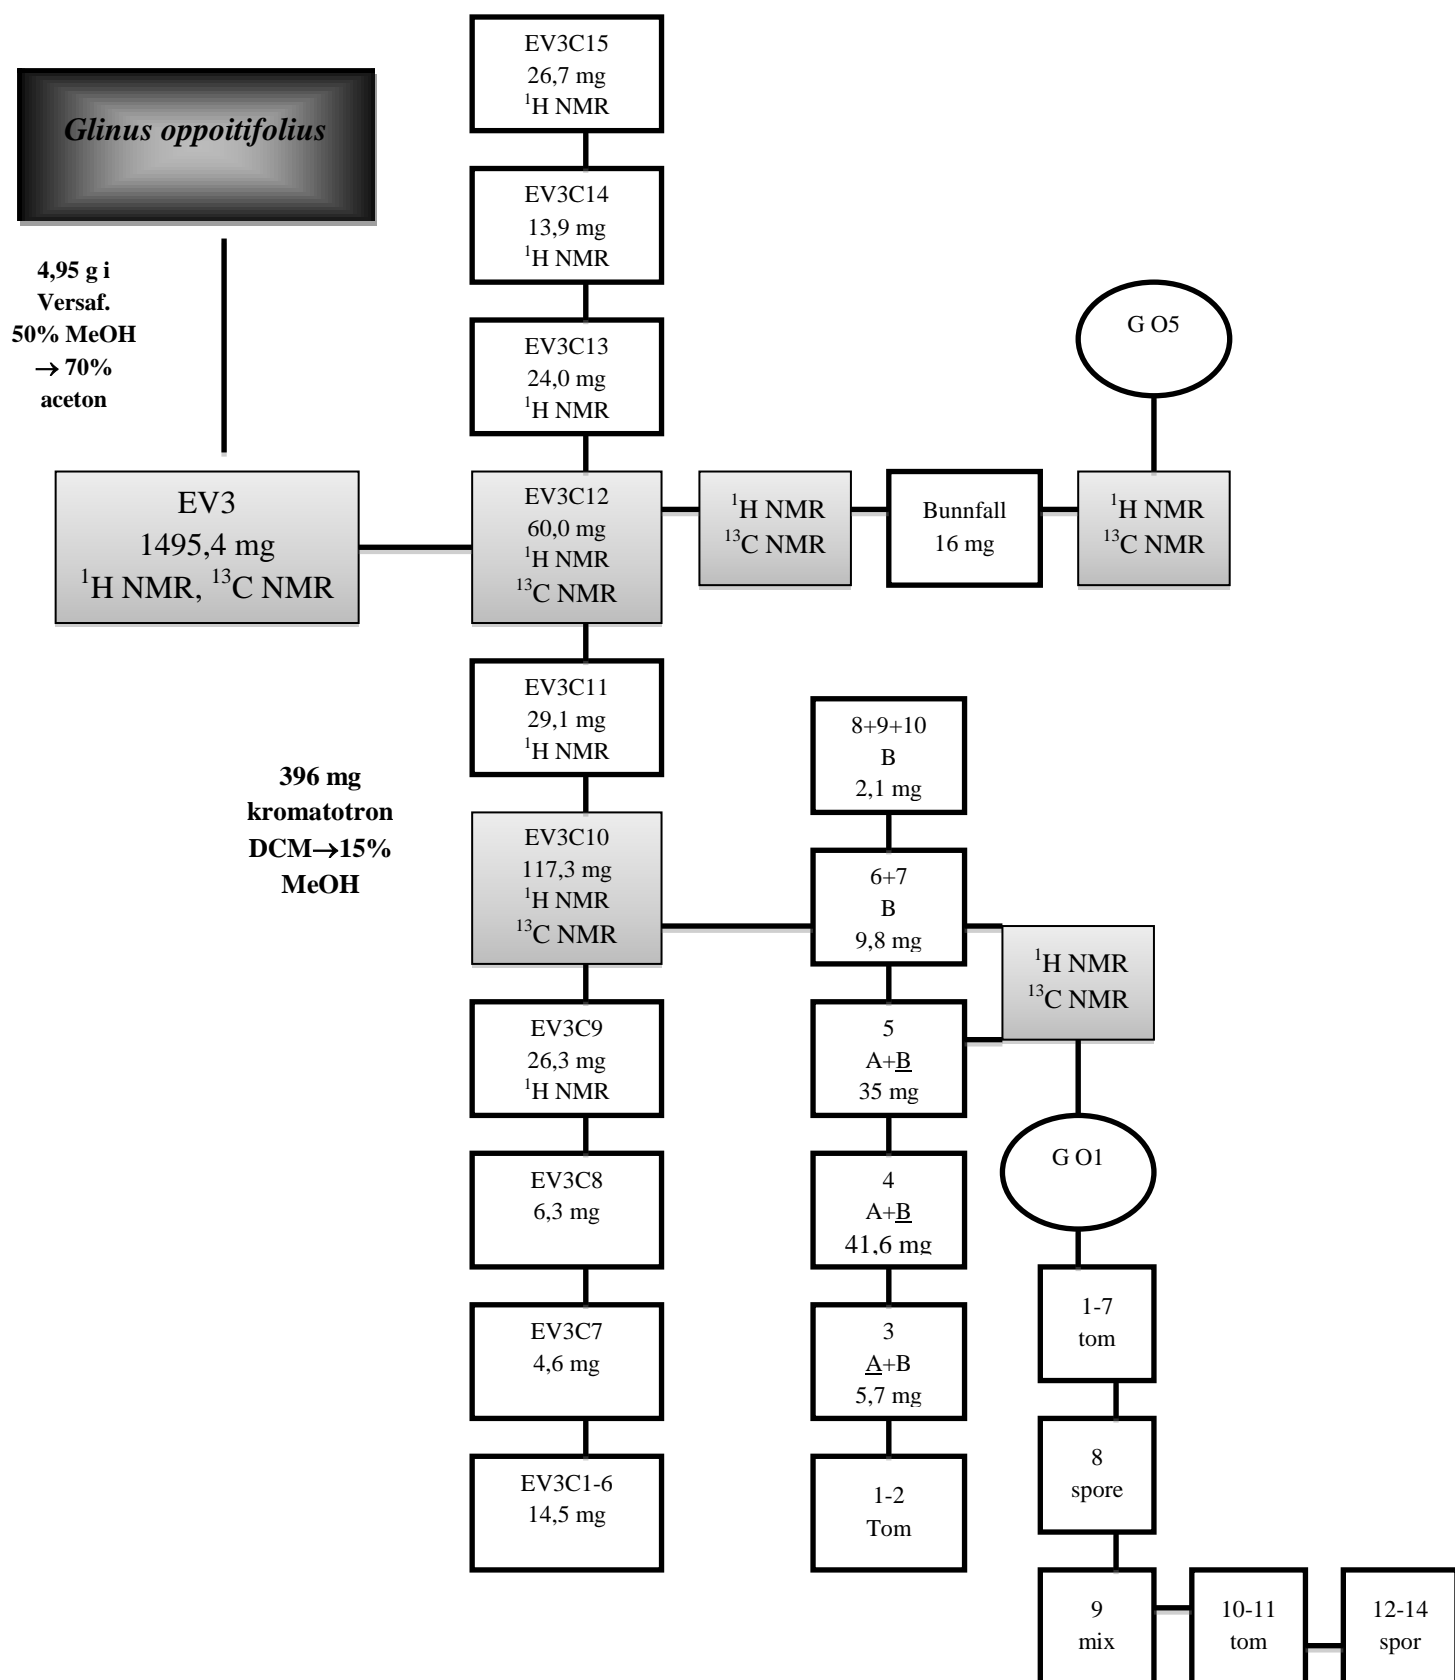 Glinus oppoitifolius
4,95 g i
Versaf.
50% MeOH
→ 70%
aceton
EV3
1495,4 mg
¹H NMR, ¹³C NMR
396 mg
kromatotron
DCM→15%
MeOH
EV3C15
26,7 mg
¹H NMR
EV3C14
13,9 mg
¹H NMR
EV3C13
24,0 mg
¹H NMR
EV3C12
60,0 mg
¹H NMR
¹³C NMR
EV3C11
29,1 mg
¹H NMR
EV3C10
117,3 mg
¹H NMR
¹³C NMR
EV3C9
26,3 mg
¹H NMR
EV3C8
6,3 mg
EV3C7
4,6 mg
EV3C1-6
14,5 mg
¹H NMR
¹³C NMR
Bunnfall
16 mg
¹H NMR
¹³C NMR
G O5
8+9+10
B
2,1 mg
6+7
B
9,8 mg
5
A+B
35 mg
4
A+B
41,6 mg
3
A+B
5,7 mg
1-2
Tom
¹H NMR
¹³C NMR
G O1
1-7
tom
8
spore
9
mix
10-11
tom
12-14
spor